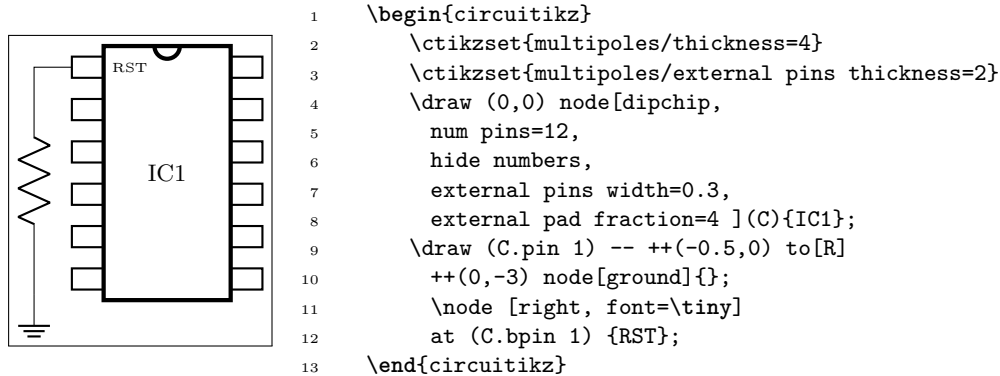 RST
IC1
1 \begin{circuitikz}
2 \ctikzset{multipoles/thickness=4}
3 \ctikzset{multipoles/external pins thickness=2}
4 \draw (0,0) node[dipchip,
5 num pins=12,
6 hide numbers,
7 external pins width=0.3,
8 external pad fraction=4 ](C){IC1};
9 \draw (C.pin 1) -- ++(-0.5,0) to[R]
10 ++(0,-3) node[ground]{};
11 \node [right, font=\tiny]
12 at (C.bpin 1) {RST};
13 \end{circuitikz}